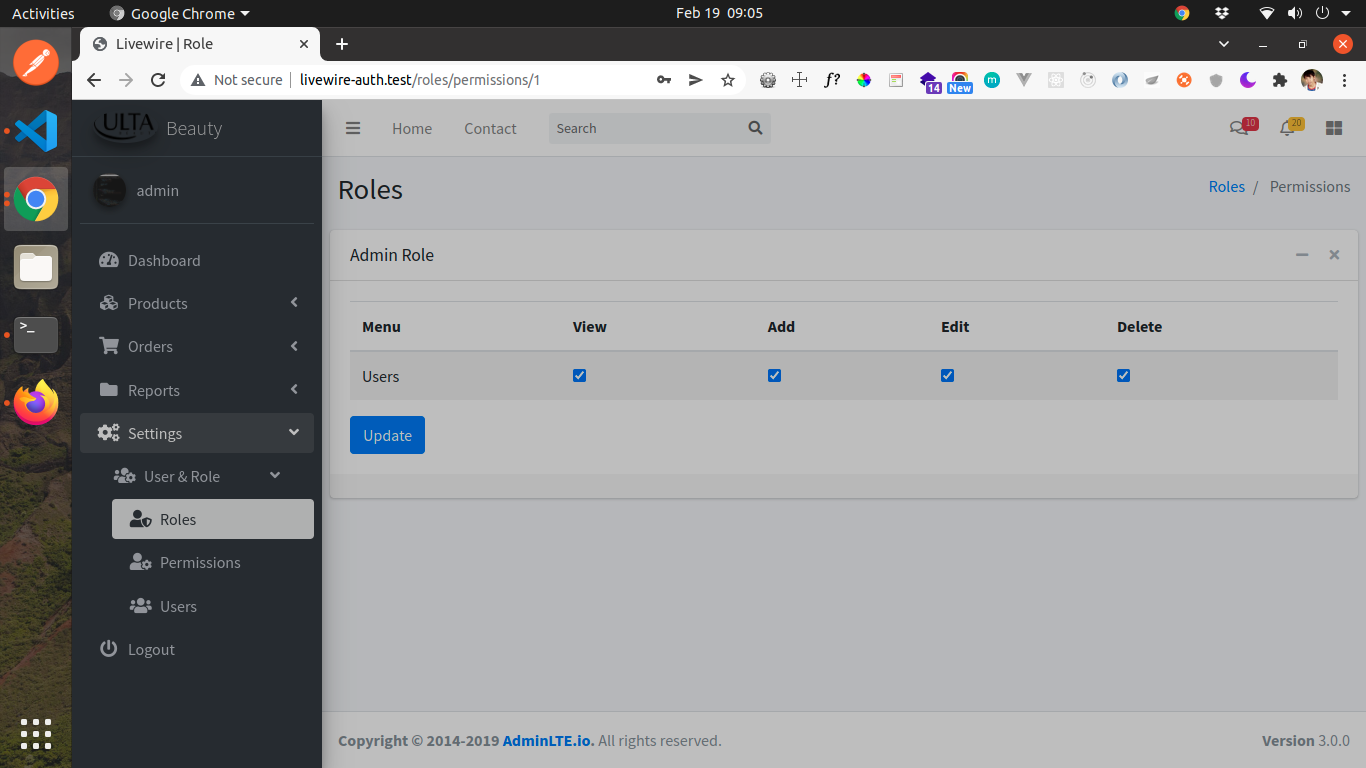 Activities
Google Chrome
Feb 19 09:05
Livewire | Role
Not secure
livewire-auth.test/roles/permissions/1
f?
14
New
m
ULTA
Beauty
Home
Contact
Search
10
20
admin
Roles
Roles / Permissions
Dashboard
Products
Orders
Reports
Settings
User & Role
Roles
Permissions
Users
Logout
Admin Role
Menu View Add Edit Delete
Users
Update
>_
Copyright © 2014-2019 AdminLTE.io. All rights reserved.
Version 3.0.0